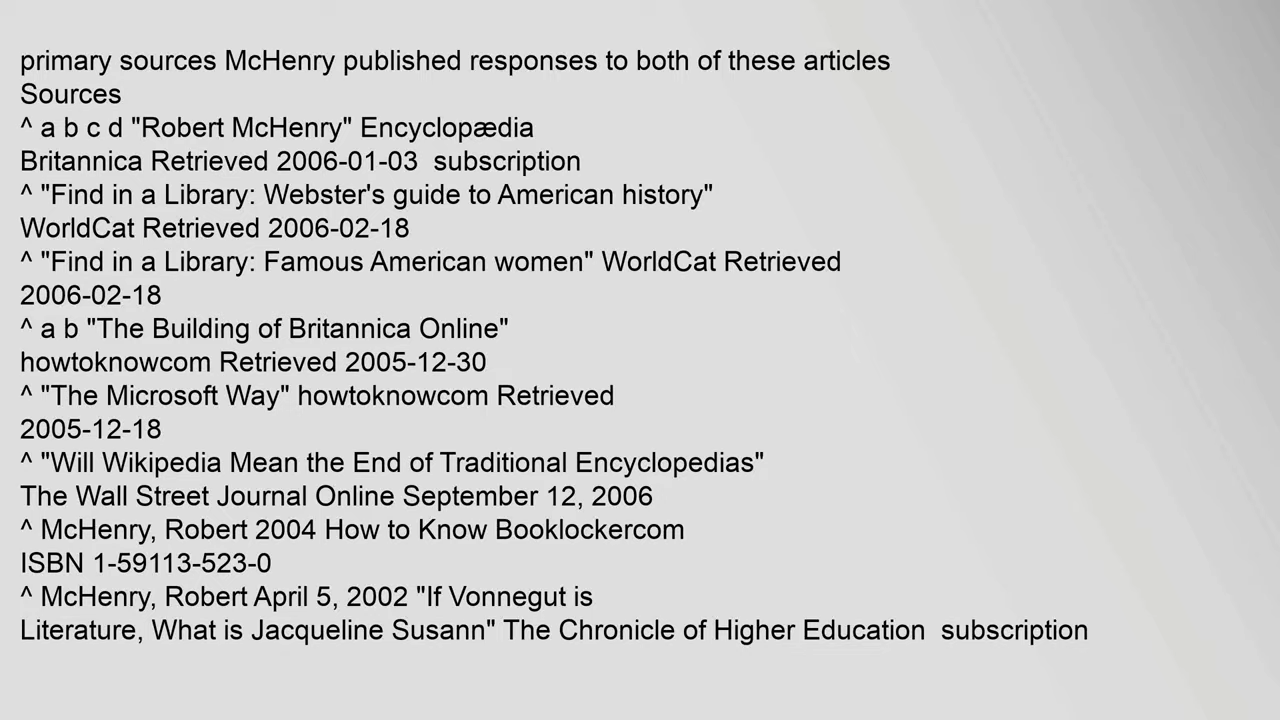 primary sources McHenry published responses to both of these articles
Sources
^ a b c d "Robert McHenry" Encyclopædia
Britannica Retrieved 2006-01-03  subscription
^ "Find in a Library: Webster's guide to American history"
WorldCat Retrieved 2006-02-18
^ "Find in a Library: Famous American women" WorldCat Retrieved
2006-02-18
^ a b "The Building of Britannica Online"
howtoknowcom Retrieved 2005-12-30
^ "The Microsoft Way" howtoknowcom Retrieved
2005-12-18
^ "Will Wikipedia Mean the End of Traditional Encyclopedias"
The Wall Street Journal Online September 12, 2006
^ McHenry, Robert 2004 How to Know Booklockercom
ISBN 1-59113-523-0
^ McHenry, Robert April 5, 2002 "If Vonnegut is
Literature, What is Jacqueline Susann" The Chronicle of Higher Education  subscription